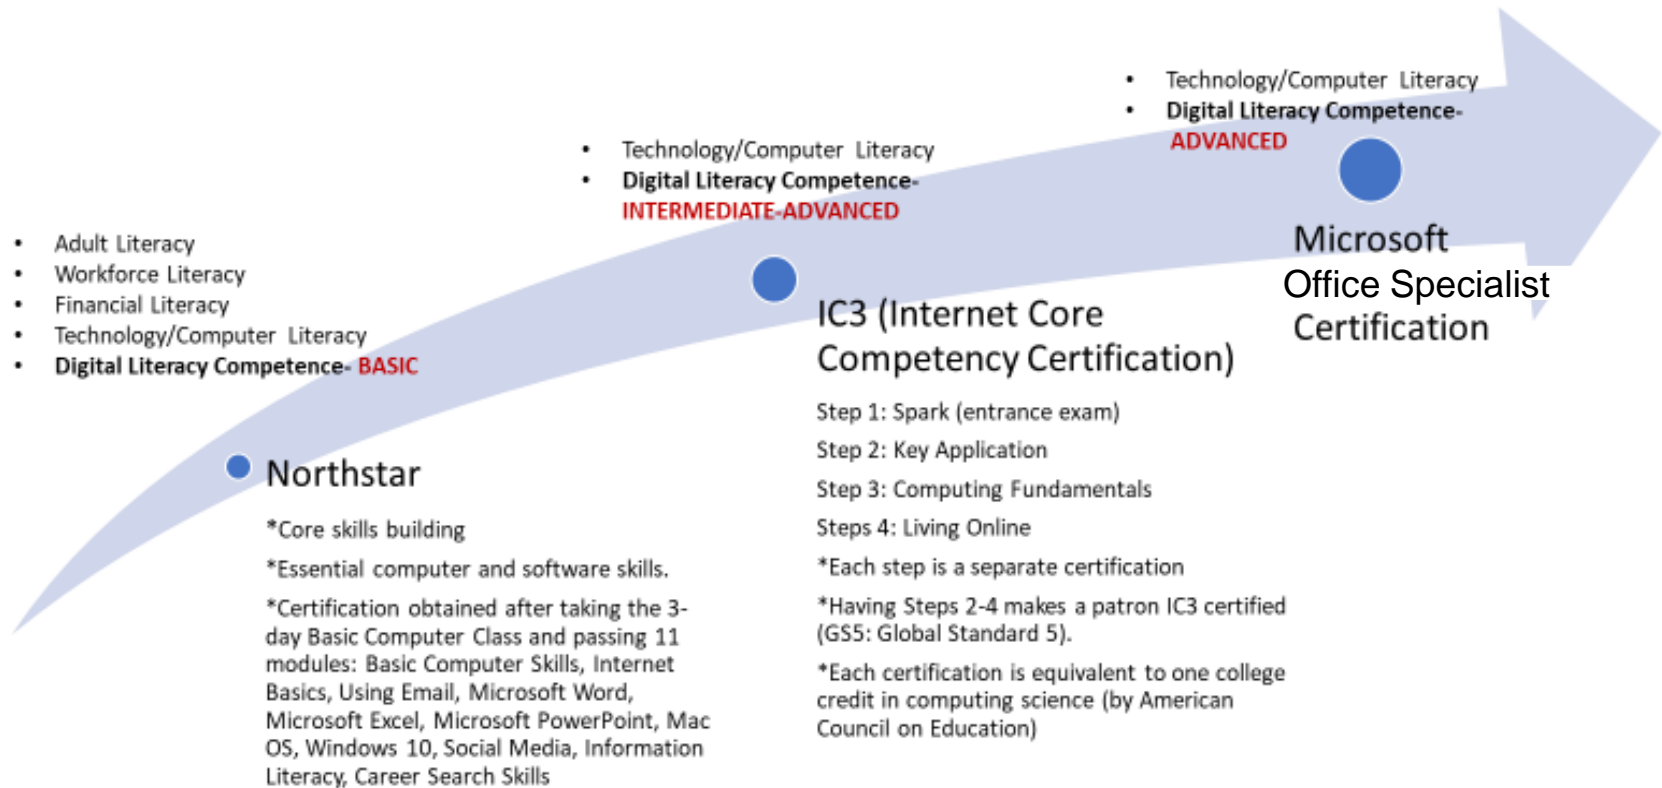 • Adult Literacy
• Workforce Literacy
• Financial Literacy
• Technology/Computer Literacy
• Digital Literacy Competence- BASIC
Northstar
*Core skills building
*Essential computer and software skills.
*Certification obtained after taking the 3-
day Basic Computer Class and passing 11
modules: Basic Computer Skills, Internet
Basics, Using Email, Microsoft Word,
Microsoft Excel, Microsoft PowerPoint, Mac
OS, Windows 10, Social Media, Information
Literacy, Career Search Skills
• Technology/Computer Literacy
• Digital Literacy Competence-
INTERMEDIATE-ADVANCED
IC3 (Internet Core
Competency Certification)
Step 1: Spark (entrance exam)
Step 2: Key Application
Step 3: Computing Fundamentals
Steps 4: Living Online
*Each step is a separate certification
*Having Steps 2-4 makes a patron IC3 certified
(GS5: Global Standard 5).
*Each certification is equivalent to one college
credit in computing science (by American
Council on Education)
• Technology/Computer Literacy
• Digital Literacy Competence-
ADVANCED
Microsoft
Office Specialist
Certification